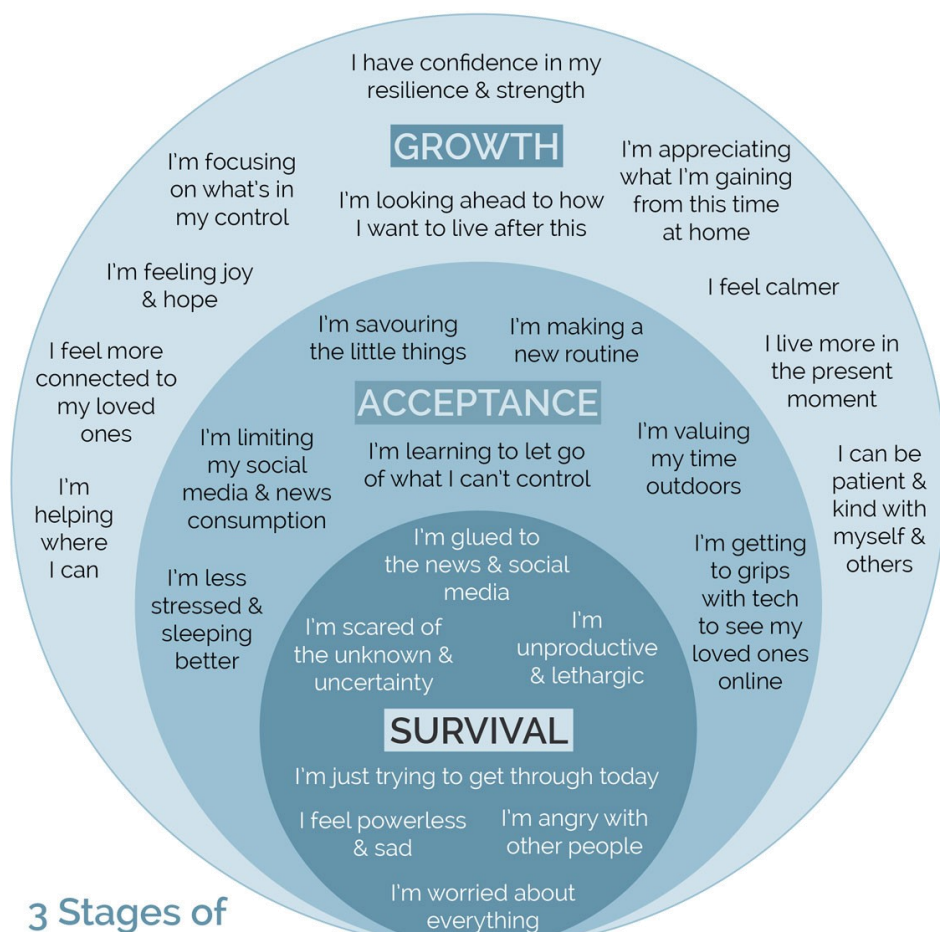 I have confidence in my
resilience & strength
GROWTH
I'm focusing
on what's in
my control
I'm looking ahead to how
I want to live after this
I'm appreciating
what I'm gaining
from this time
at home
I'm feeling joy
& hope
I feel calmer
I feel more
connected to
my loved
ones
I live more in
the present
moment
I'm
helping
where
I can
I can be
patient &
kind with
myself &
others
I'm savouring
the little things
I'm making a
new routine
ACCEPTANCE
I'm limiting
my social
media & news
consumption
I'm learning to let go
of what I can't control
I'm valuing
my time
outdoors
I'm less
stressed &
sleeping
better
I'm getting
to grips
with tech
to see my
loved ones
online
I'm glued to
the news & social
media
I'm scared of
the unknown &
uncertainty
I'm
unproductive
& lethargic
SURVIVAL
I'm just trying to get through today
I feel powerless
& sad
I'm angry with
other people
I'm worried about
everything
3 Stages of